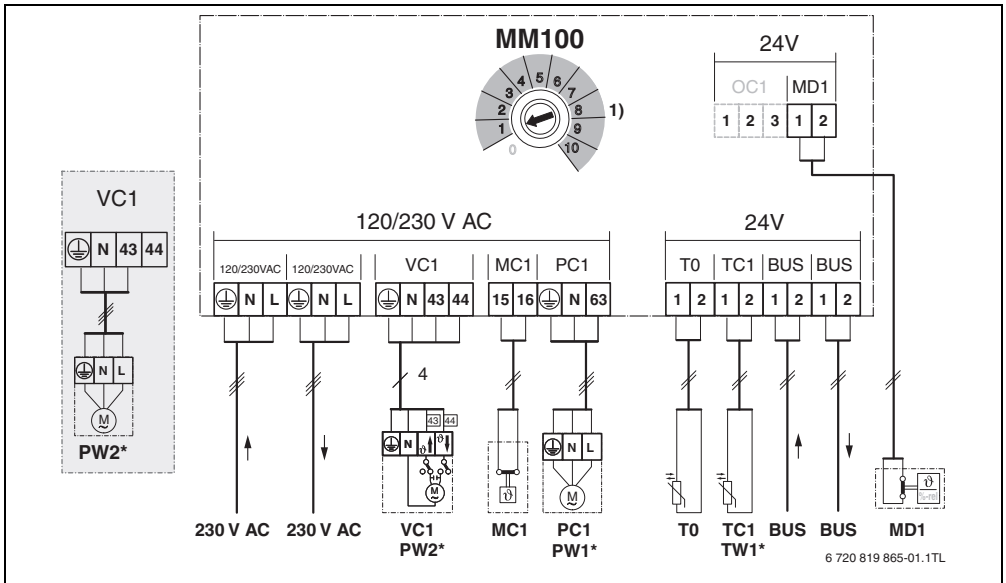 MM100
0 1 2 3 4 5 6 7 8 9 10
1)
24V
OC1 MD1
1 2 3 1 2
VC1
N 43 44
N L
M
PW2*
120/230 V AC
24V
120/230VAC 120/230VAC VC1 MC1 PC1
T0 TC1 BUS BUS
N L N L N 43 44 15 16 N 63
1 2 1 2 1 2 1 2
4
43 44
N ϑ ϑ
M
ϑ
N L
M
ϑ
%-rel
230 V AC 230 V AC VC1 MC1 PC1 T0 TC1 BUS BUS MD1
PW2* PW1* TW1*
6 720 819 865-01.1TL